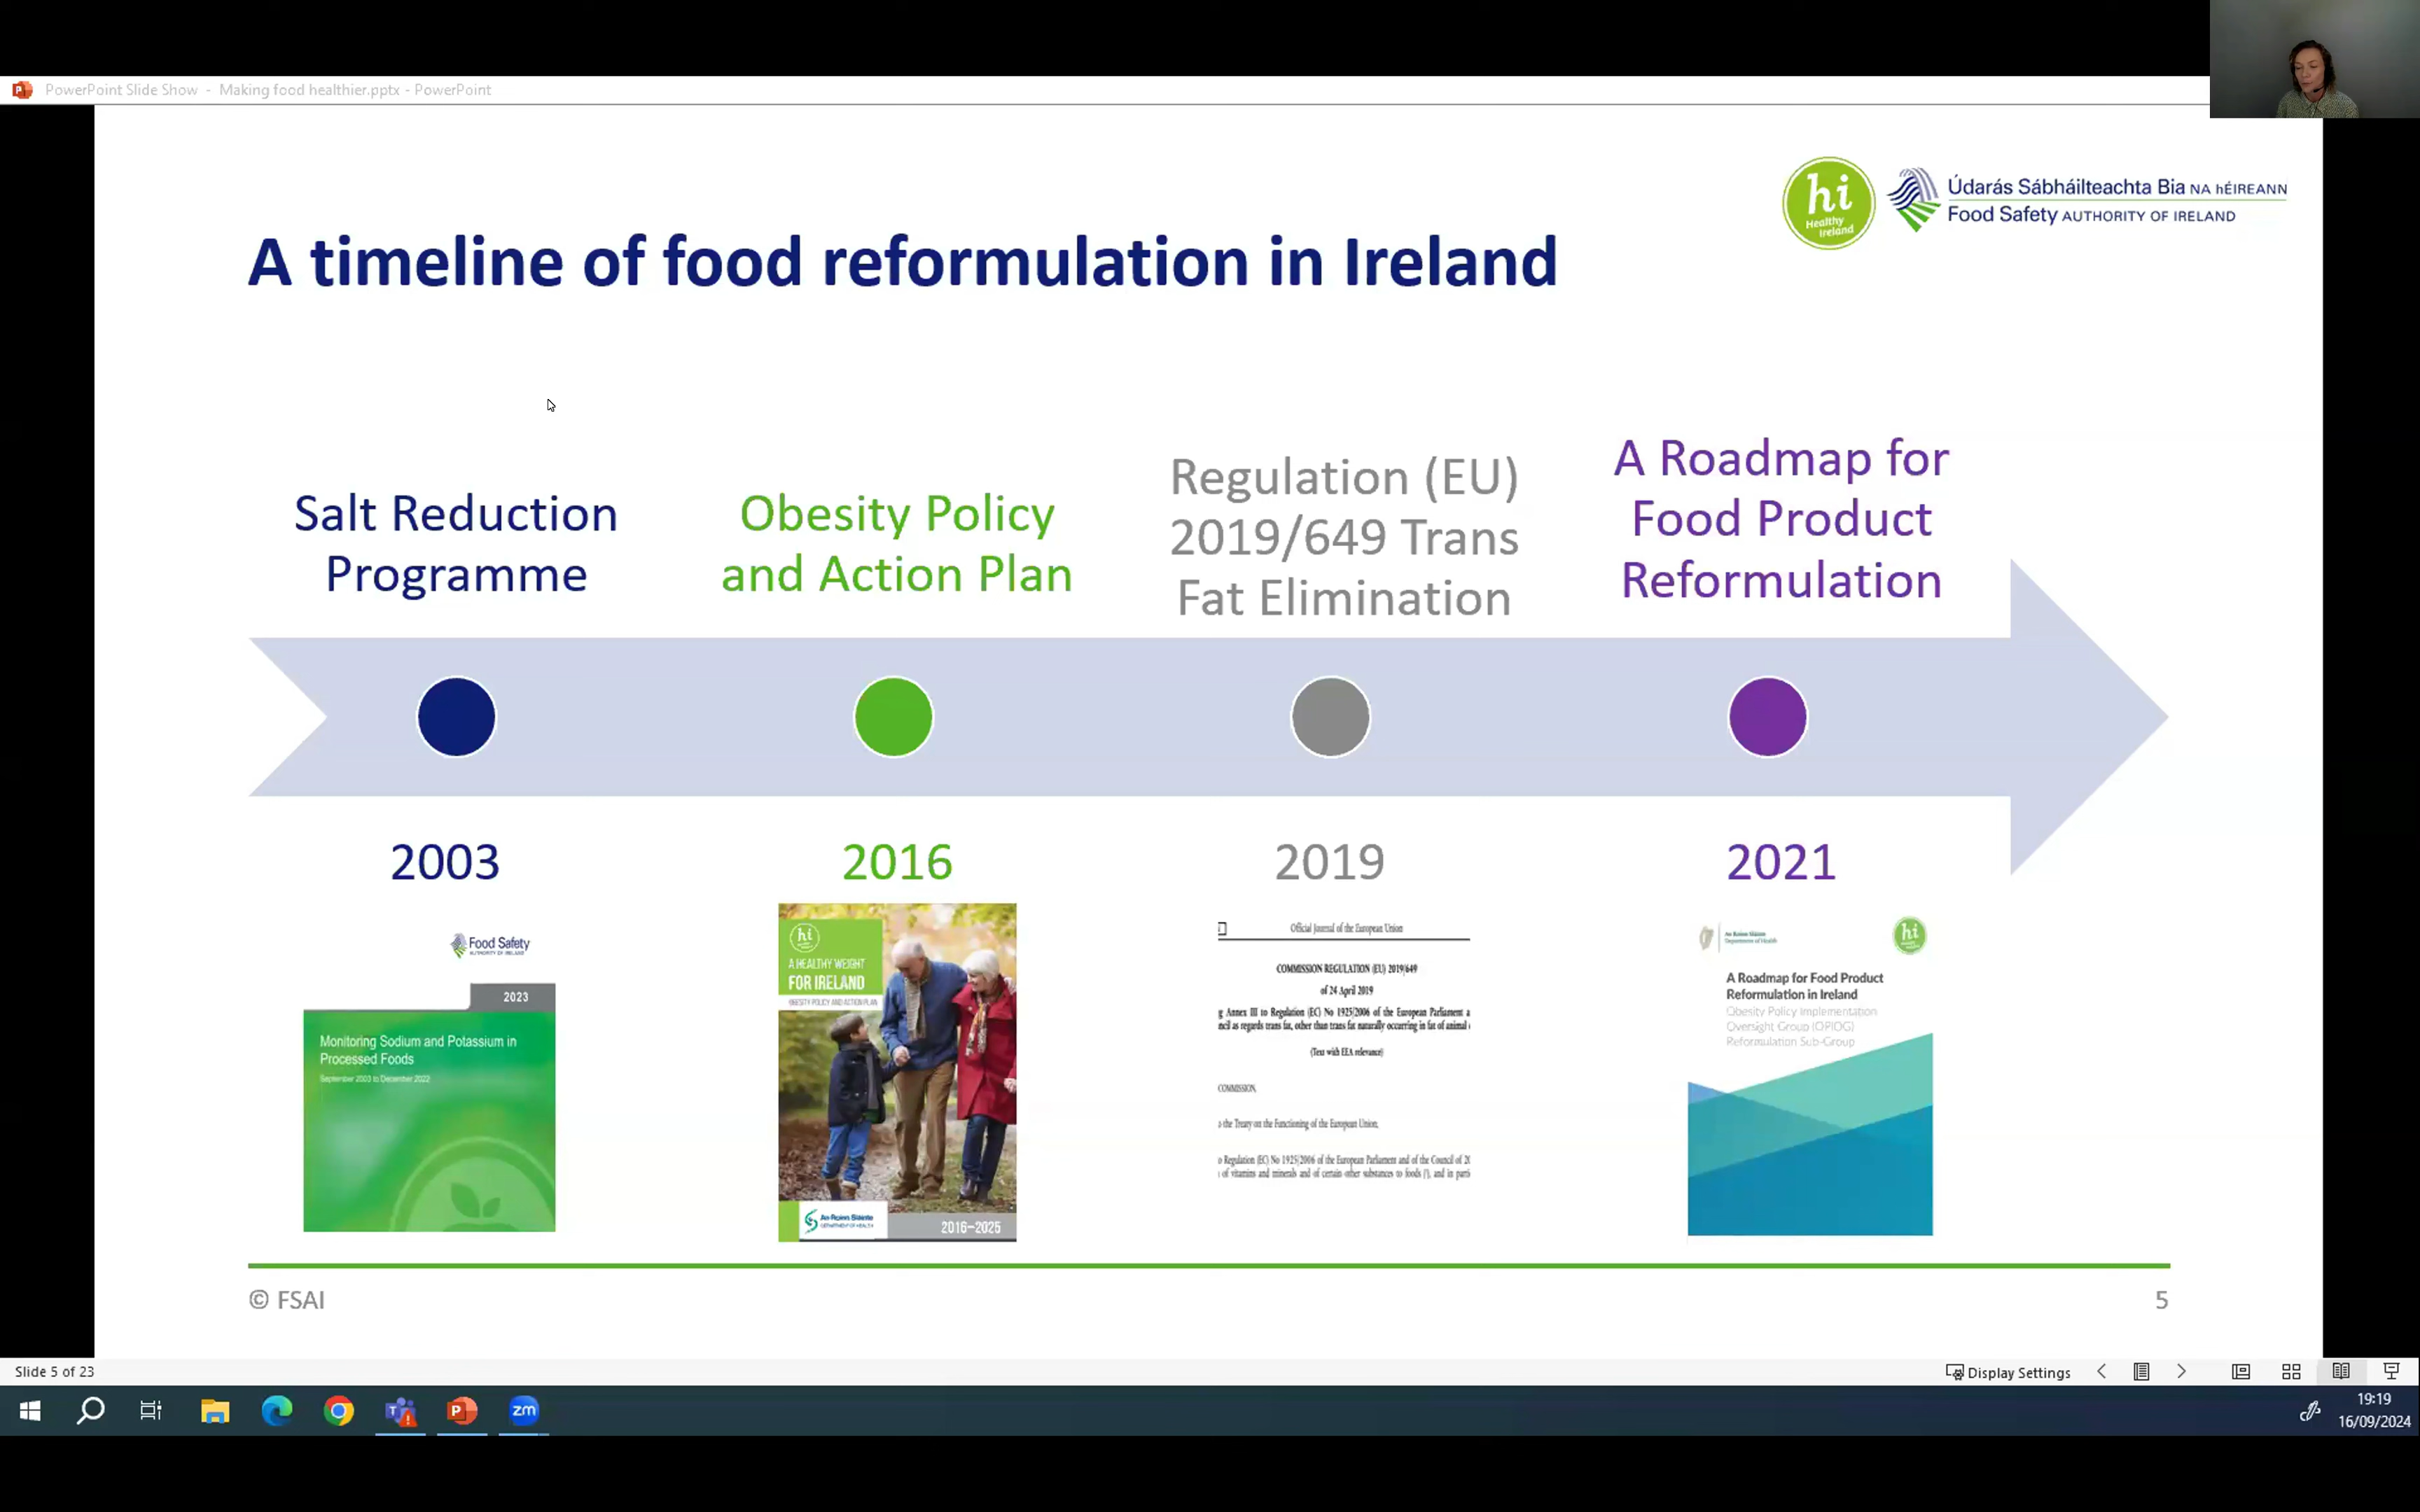 PowerPoint Slide Show - Making food healthier.pptx - PowerPoint
hi
Healthy
Ireland
Údarás Sábháilteachta Bia NA hÉIREANN
Food Safety AUTHORITY OF IRELAND
A timeline of food reformulation in Ireland
Salt Reduction
Programme
Obesity Policy
and Action Plan
Regulation (EU)
2019/649 Trans
Fat Elimination
A Roadmap for
Food Product
Reformulation
2003
2016
2019
2021
Food Safety
AUTHORITY OF IRELAND
2023
Monitoring Sodium and Potassium in
Processed Foods
September 2003 to December 2022
hi
A HEALTHY WEIGHT
FOR IRELAND
OBESITY POLICY AND ACTION PLAN
An Roinn Sláinte
DEPARTMENT OF HEALTH
2016–2025
Official Journal of the European Union
COMMISSION REGULATION (EU) 2019/649
of 24 April 2019
g Annex III to Regulation (EC) No 1925/2006 of the European Parliament a
ncil as regards trans fat, other than trans fat naturally occurring in fat of animal
(Text with EEA relevance)
COMMISSION,
the Treaty on the Functioning of the European Union,
o Regulation (EC) No 1925/2006 of the European Parliament and of the Council of 20
of vitamins and minerals and of certain other substances to foods (¹), and in parti
An Roinn Sláinte
Department of Health
hi
A Roadmap for Food Product
Reformulation in Ireland
Obesity Policy Implementation
Oversight Group (OPIOG)
Reformulation Sub-Group
© FSAI
5
Slide 5 of 23
Display Settings
zm
19:19
16/09/2024